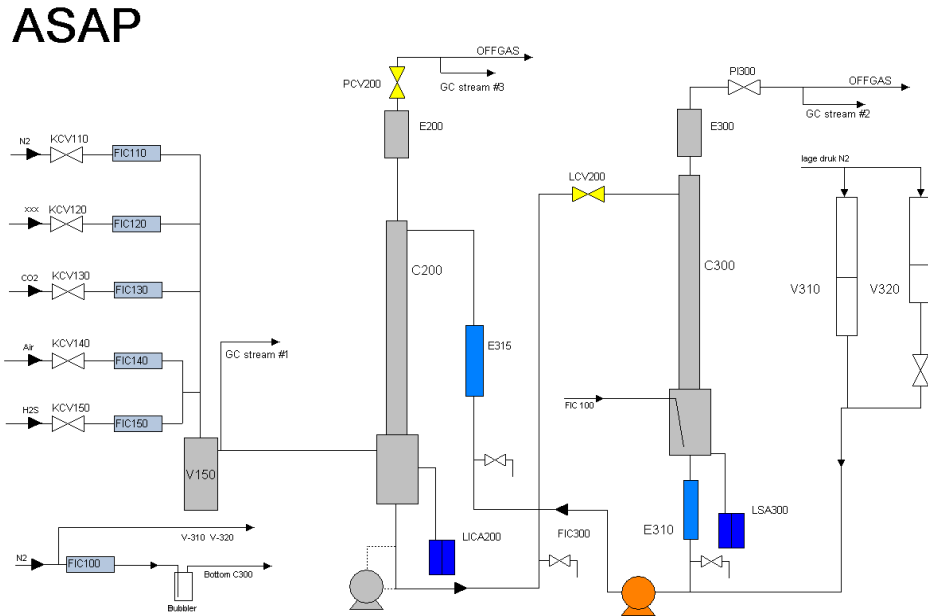 ASAP
OFFGAS
PCV200
GC stream #3
PI300
OFFGAS
GC stream #2
E200
E300
N2
KCV110
FIC110
lage druk N2
LCV200
xxx
KCV120
FIC120
C200
C300
CO2
KCV130
FIC130
V310
V320
Air
KCV140
FIC140
GC stream #1
E315
H2S
KCV150
FIC150
FIC 100
V150
LSA300
E310
LICA200
FIC300
V-310 V-320
N2
FIC100
Bottom C300
Bubbler